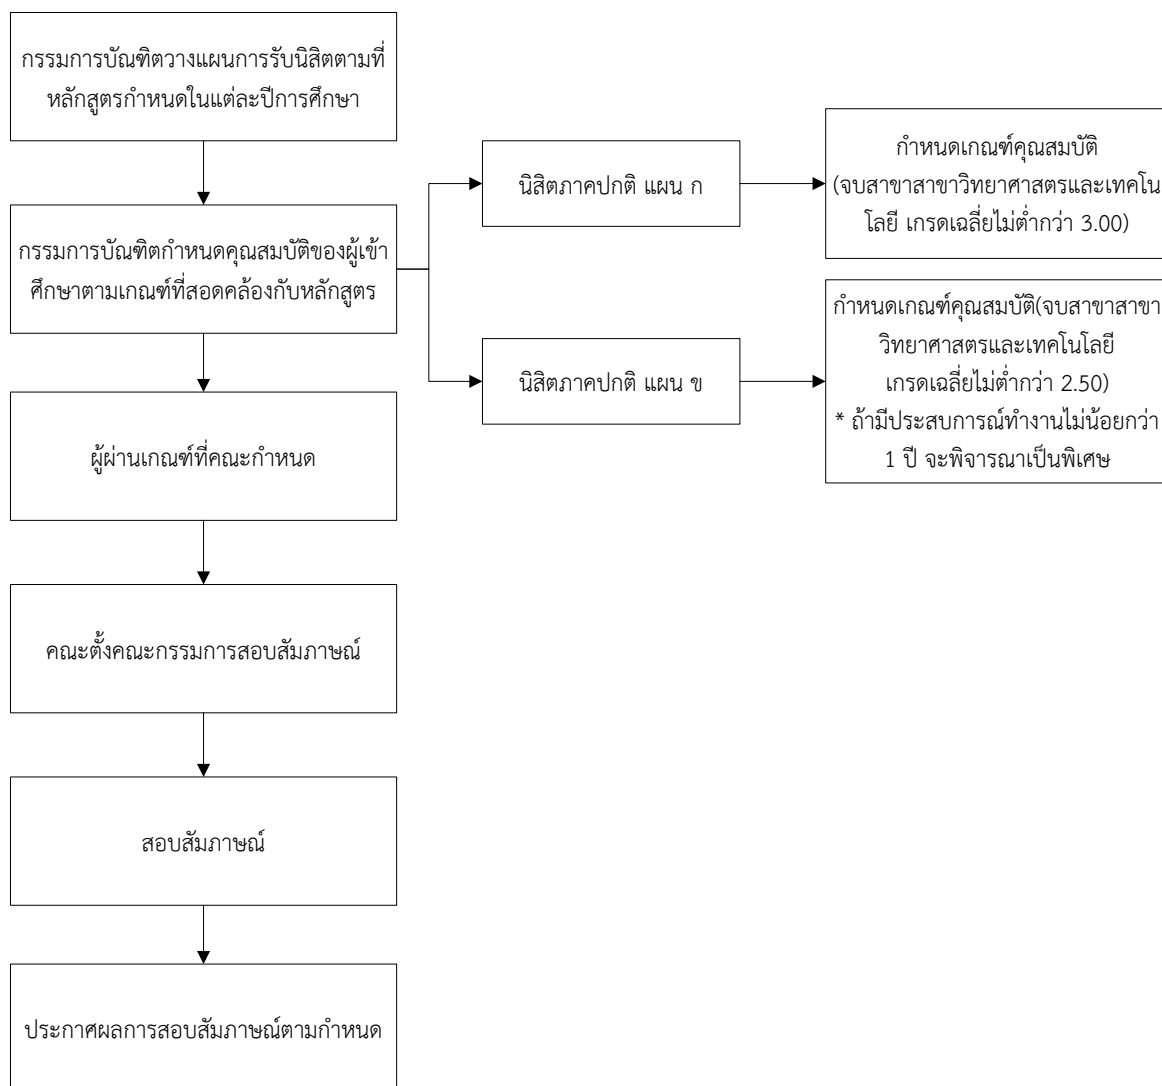 กรรมการบัณฑิตวางแผนการรับนิสิตตามที่
หลักสูตรกำหนดในแต่ละปีการศึกษา
กรรมการบัณฑิตกำหนดคุณสมบัติของผู้เข้า
ศึกษาตามเกณฑ์ที่สอดคล้องกับหลักสูตร
นิสิตภาคปกติ แผน ก
กำหนดเกณฑ์คุณสมบัติ
(จบสาขาสาขาวิทยาศาสตร์และเทคโน
โลยี เกรดเฉลี่ยไม่ต่ำกว่า 3.00)
นิสิตภาคปกติ แผน ข
กำหนดเกณฑ์คุณสมบัติ(จบสาขาสาขา
วิทยาศาสตร์และเทคโนโลยี
เกรดเฉลี่ยไม่ต่ำกว่า 2.50)
* ถ้ามีประสบการณ์ทำงานไม่น้อยกว่า
1 ปี จะพิจารณาเป็นพิเศษ
ผู้ผ่านเกณฑ์ที่คณะกำหนด
คณะตั้งคณะกรรมการสอบสัมภาษณ์
สอบสัมภาษณ์
ประกาศผลการสอบสัมภาษณ์ตามกำหนด